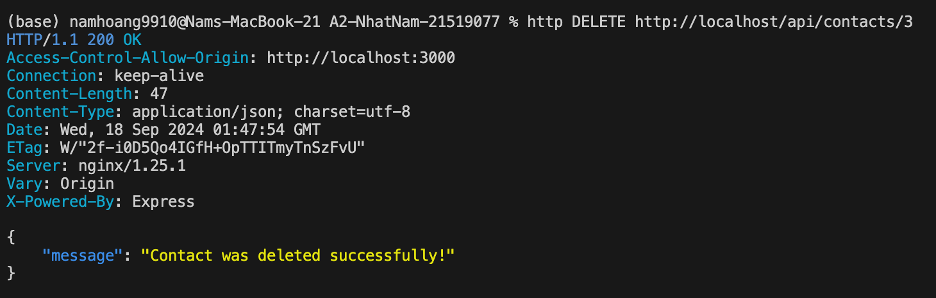 (base) namhoang9910@Nams-MacBook-21 A2-NhatNam-21519077 % http DELETE http://localhost/api/contacts/3
HTTP/1.1 200 OK
Access-Control-Allow-Origin: http://localhost:3000
Connection: keep-alive
Content-Length: 47
Content-Type: application/json; charset=utf-8
Date: Wed, 18 Sep 2024 01:47:54 GMT
ETag: W/"2f-i0D5Qo4IGfH+OpTTITmyTnSzFvU"
Server: nginx/1.25.1
Vary: Origin
X-Powered-By: Express
{
"message": "Contact was deleted successfully!"
}